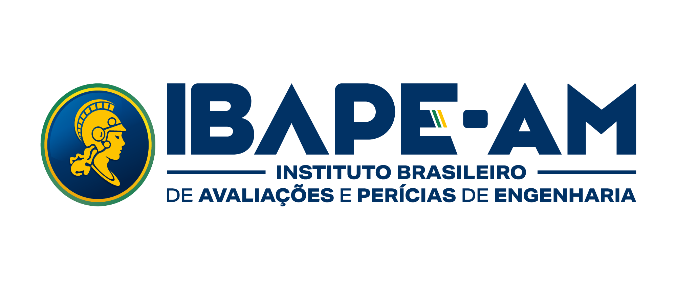 IBAPE-AM
INSTITUTO BRASILEIRO
DE AVALIAÇÕES E PERÍCIAS DE ENGENHARIA